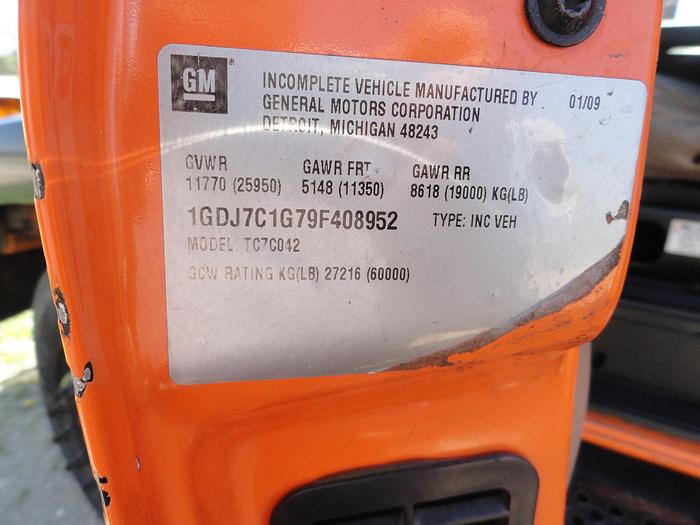 GM ®
INCOMPLETE VEHICLE MANUFACTURED BY 01/09
GENERAL MOTORS CORPORATION
DETROIT, MICHIGAN 48243
GVWR GAWR FRT GAWR RR
11770 (25950) 5148 (11350) 8618 (19000) KG(LB)
1GDJ7C1G79F408952 TYPE: INC VEH
MODEL TC7C042
GCW RATING KG(LB) 27216 (60000)